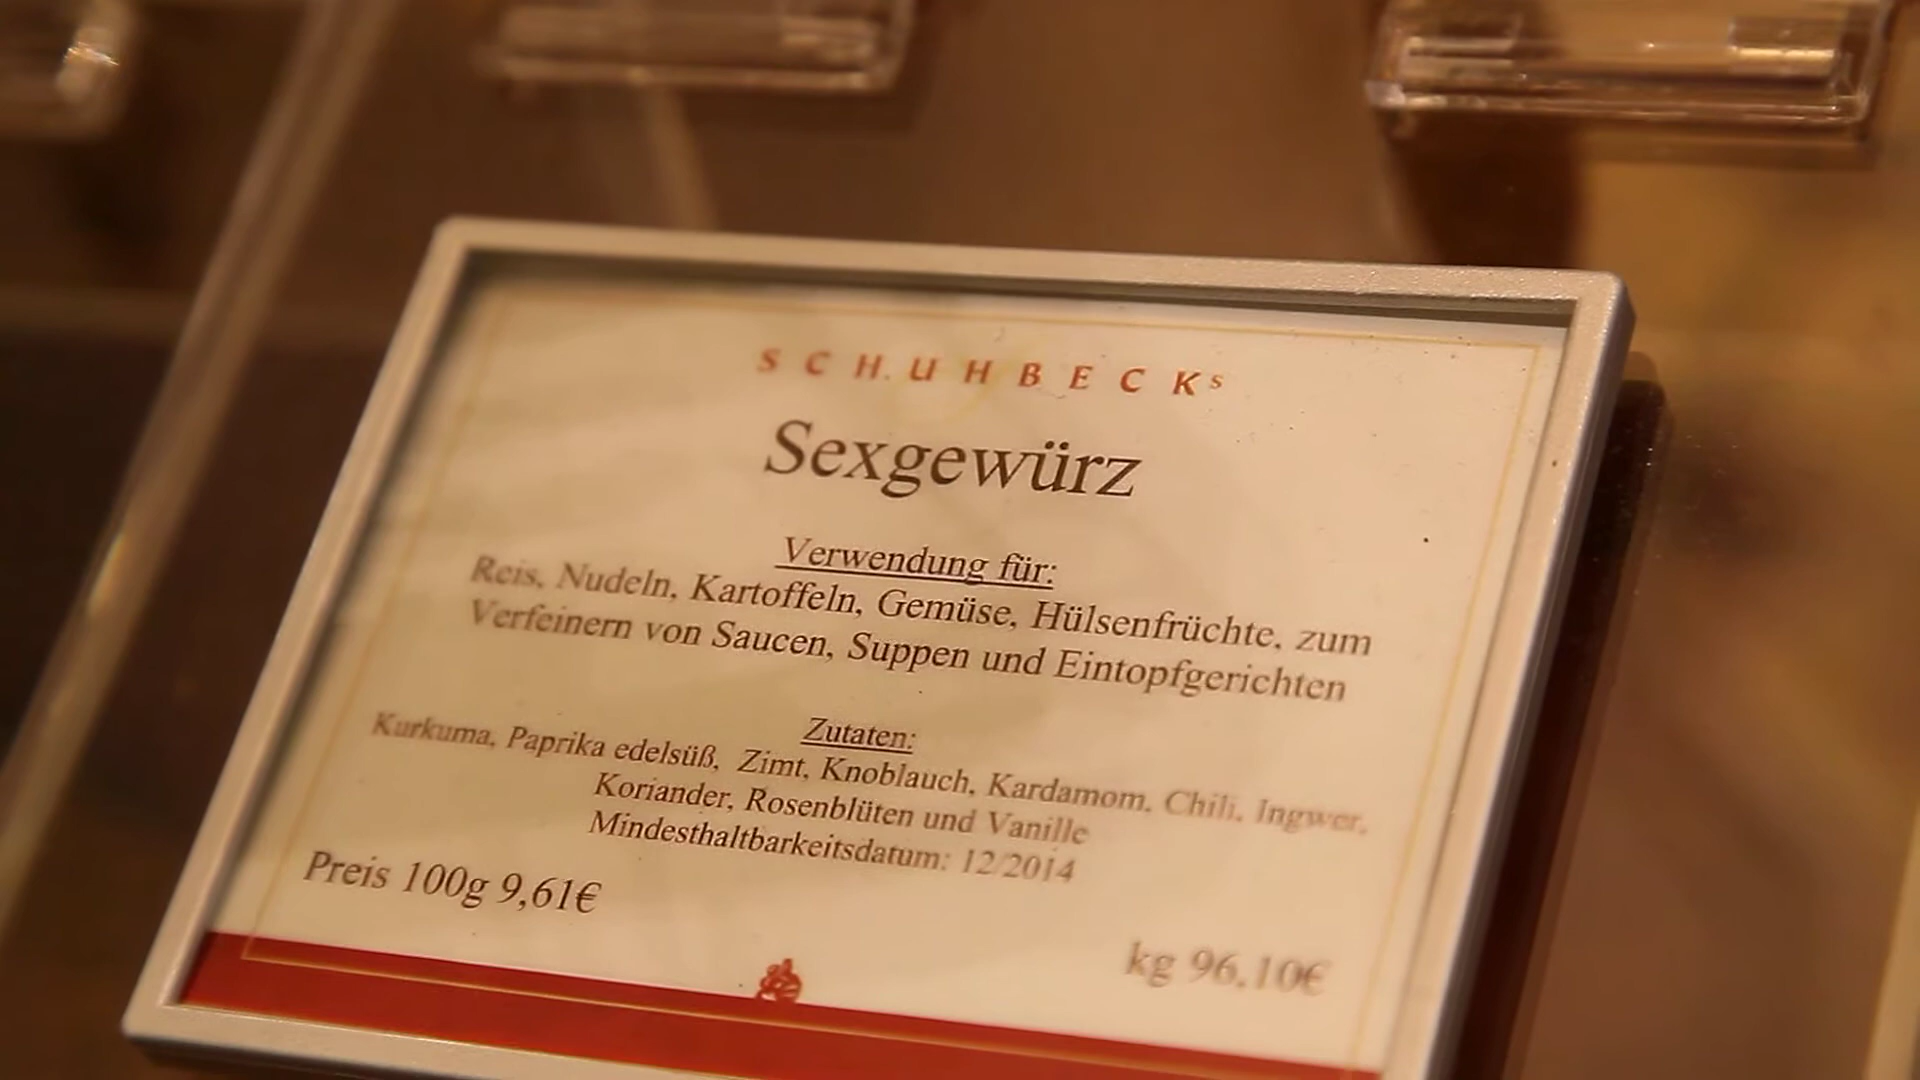 SCHUHBECKs
Sexgewürz
Verwendung für:
Reis, Nudeln, Kartoffeln, Gemüse, Hülsenfrüchte, zum
Verfeinern von Saucen, Suppen und Eintopfgerichten
Zutaten:
Kurkuma, Paprika edelsüß, Zimt, Knoblauch, Kardamom, Chili, Ingwer,
Koriander, Rosenblüten und Vanille
Mindesthaltbarkeitsdatum: 12/2014
Preis 100g 9,61€
kg 96,10€